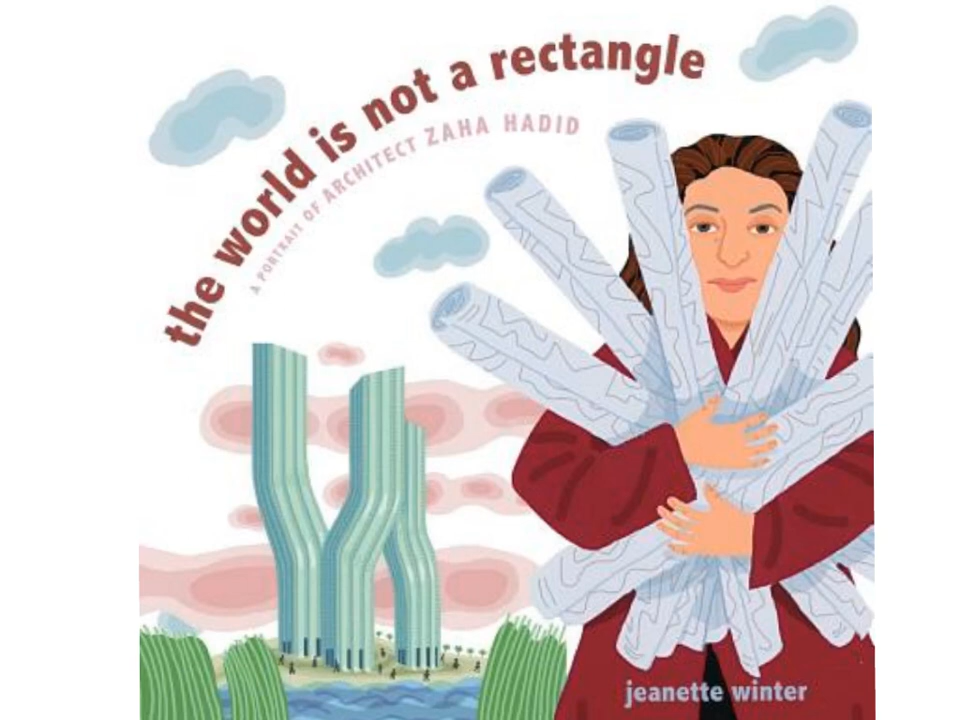 the world is not a rectangle
A PORTRAIT OF ARCHITECT ZAHA HADID
jeanette winter